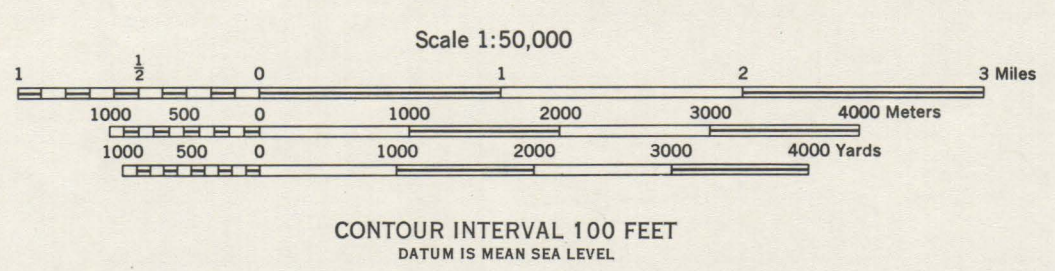 Scale 1:50,000
1 1/2 0 1 2 3 Miles
1000 500 0 1000 2000 3000 4000 Meters
1000 500 0 1000 2000 3000 4000 Yards
CONTOUR INTERVAL 100 FEET
DATUM IS MEAN SEA LEVEL